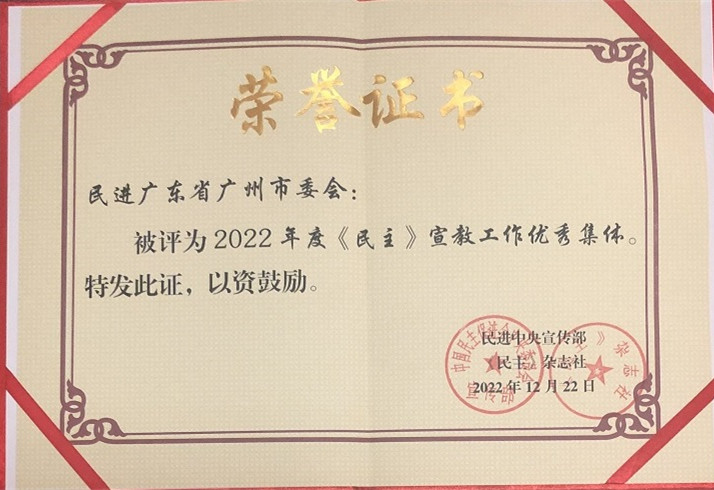 荣誉证书
民进广东省广州市委会：
被评为2022年度《民主》宣教工作优秀集体。
特发此证，以资鼓励。
民进中央宣传部
民主 杂志社
2022年12月22日